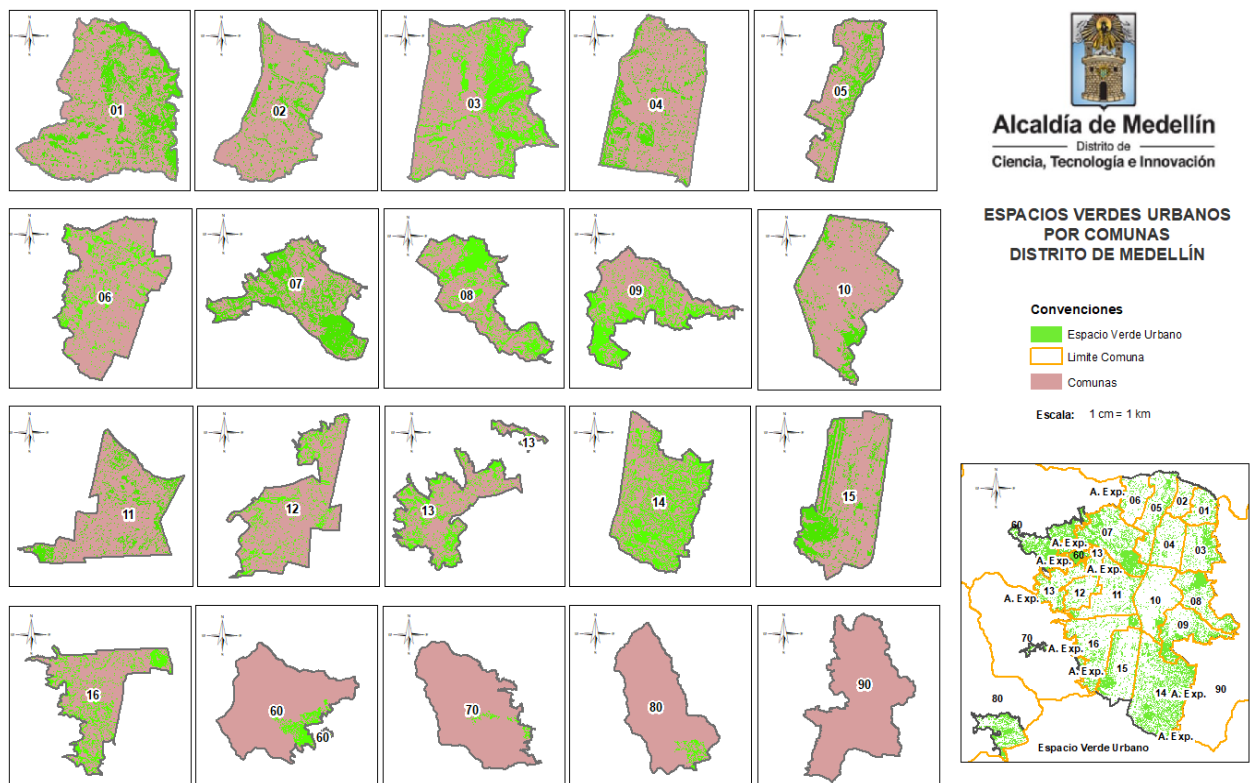 01
02
03
04
05
06
07
08
09
10
11
12
13
13
14
15
16
60
60
70
80
90
Alcaldía de Medellín
Distrito de
Ciencia, Tecnología e Innovación
ESPACIOS VERDES URBANOS
POR COMUNAS
DISTRITO DE MEDELLÍN
Convenciones
Espacio Verde Urbano
Limite Comuna
Comunas
Escala: 1 cm = 1 km
A. Exp.
06
02
05
01
60
07
04
03
A. Exp.
60
13
A. Exp.
A. Exp.
13
12
11
10
08
A. Exp.
09
70
16
A. Exp.
15
A. Exp.
14
A. Exp.
90
80
A. Exp.
Espacio Verde Urbano